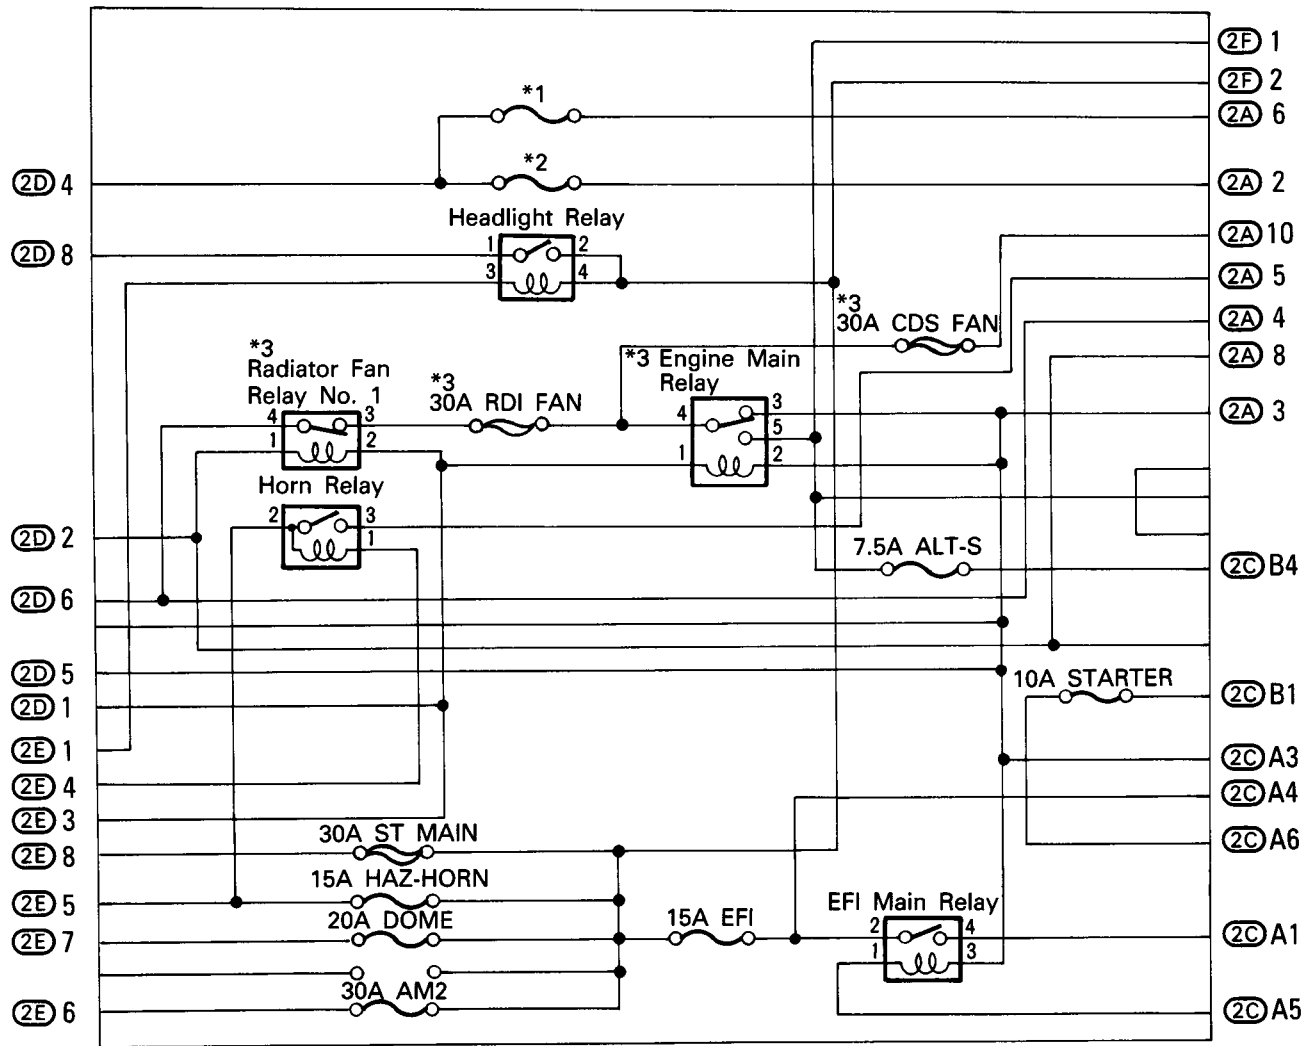 2F 1
2F 2
*1
2A 6
*2
2D 4
2A 2
Headlight Relay
2D 8
1 2
3 4
2A 10
2A 5
*3
30A CDS FAN
2A 4
2A 8
*3
Radiator Fan
Relay No. 1
*3
30A RDI FAN
*3 Engine Main
Relay
4 3
1 2
4 3
5
1 2
2A 3
Horn Relay
2 3
1
2D 2
7.5A ALT-S
2C B4
2D 6
2D 5
10A STARTER
2C B1
2D 1
2E 1
2C A3
2E 4
2C A4
2E 3
30A ST MAIN
2C A6
2E 8
15A HAZ-HORN
2E 5
20A DOME
15A EFI
EFI Main Relay
2 4
1 3
2E 7
2C A1
30A AM2
2E 6
2C A5